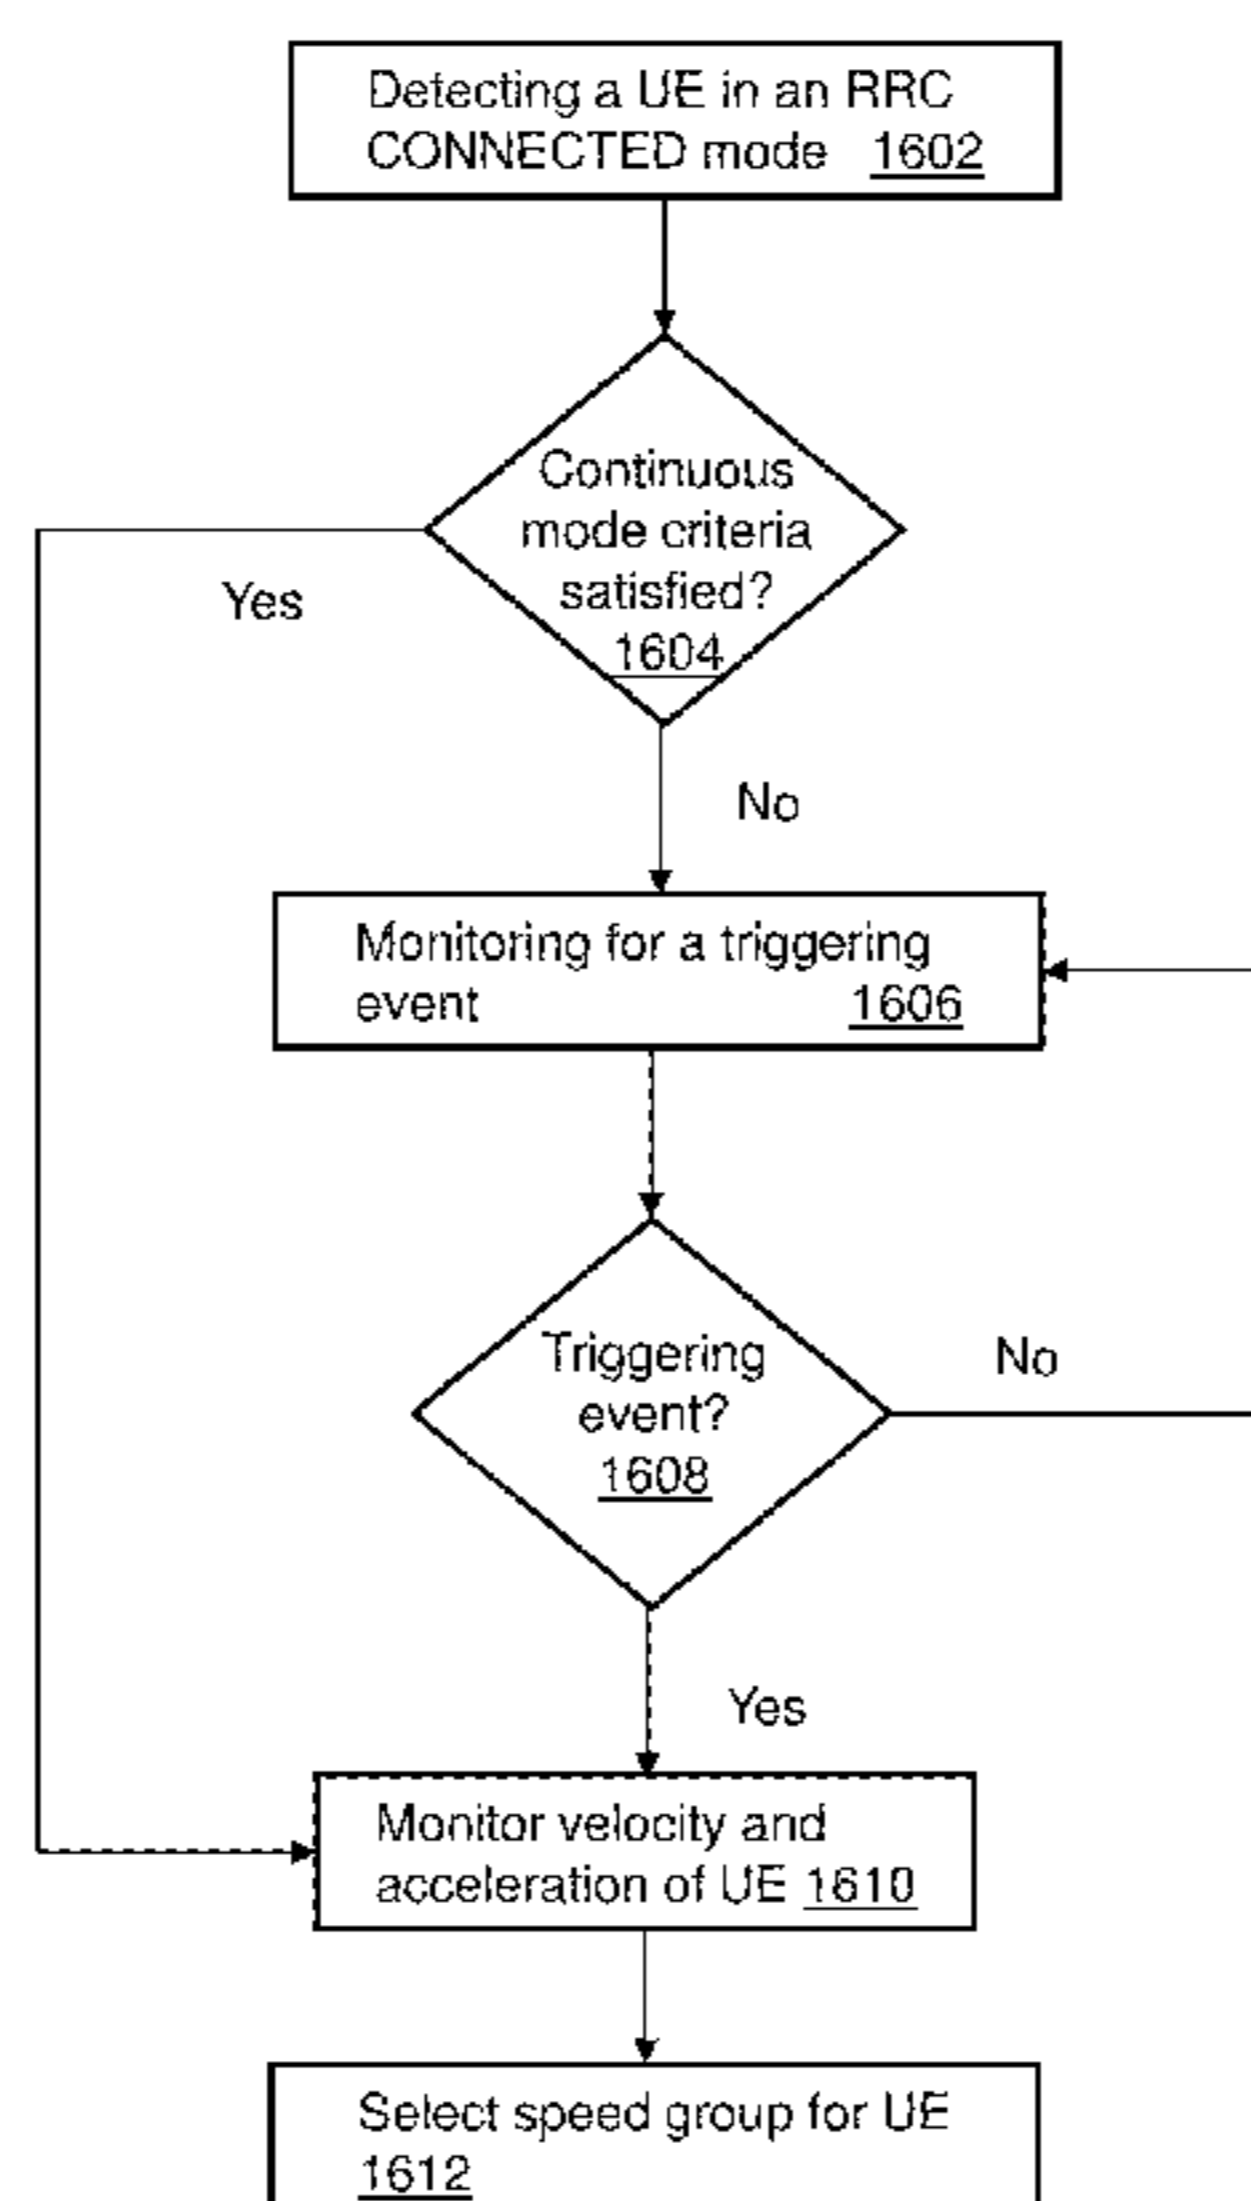 Detecting a UE in an RRC
CONNECTED mode 1602
Continuous
mode criteria
satisfied?
1604
Yes
No
Monitoring for a triggering
event 1606
Triggering
event?
1608
No
Yes
Monitor velocity and
acceleration of UE 1610
Select speed group for UE
1612